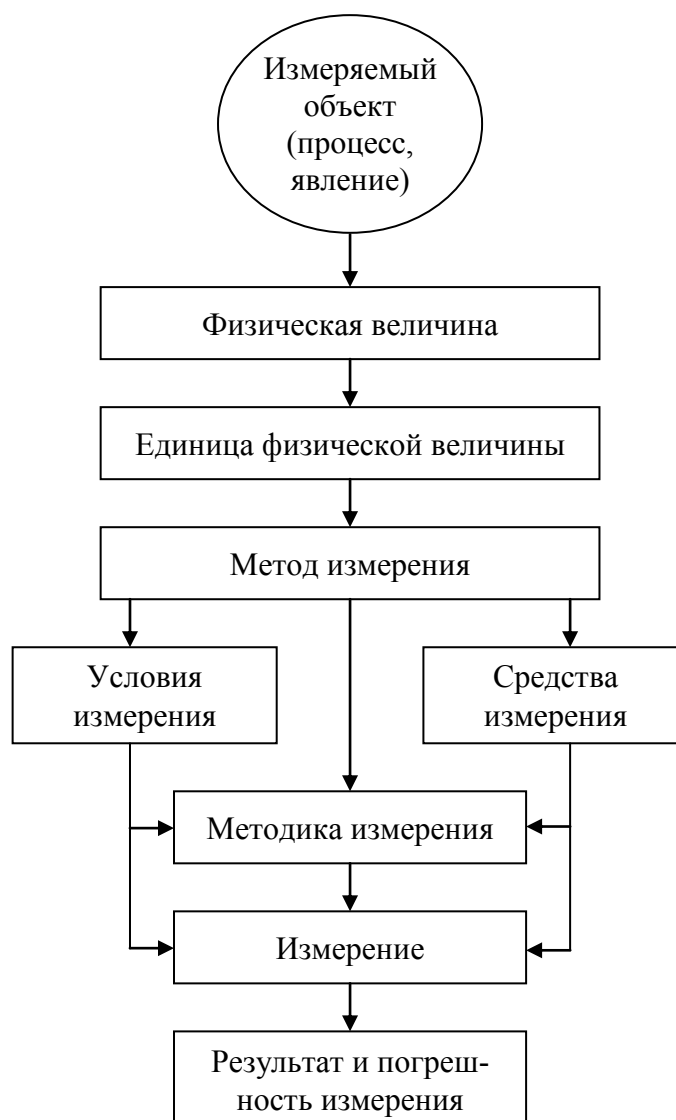 Измеряемый
объект
(процесс,
явление)
Физическая величина
Единица физической величины
Метод измерения
Условия
измерения
Средства
измерения
Методика измерения
Измерение
Результат и погреш-
ность измерения